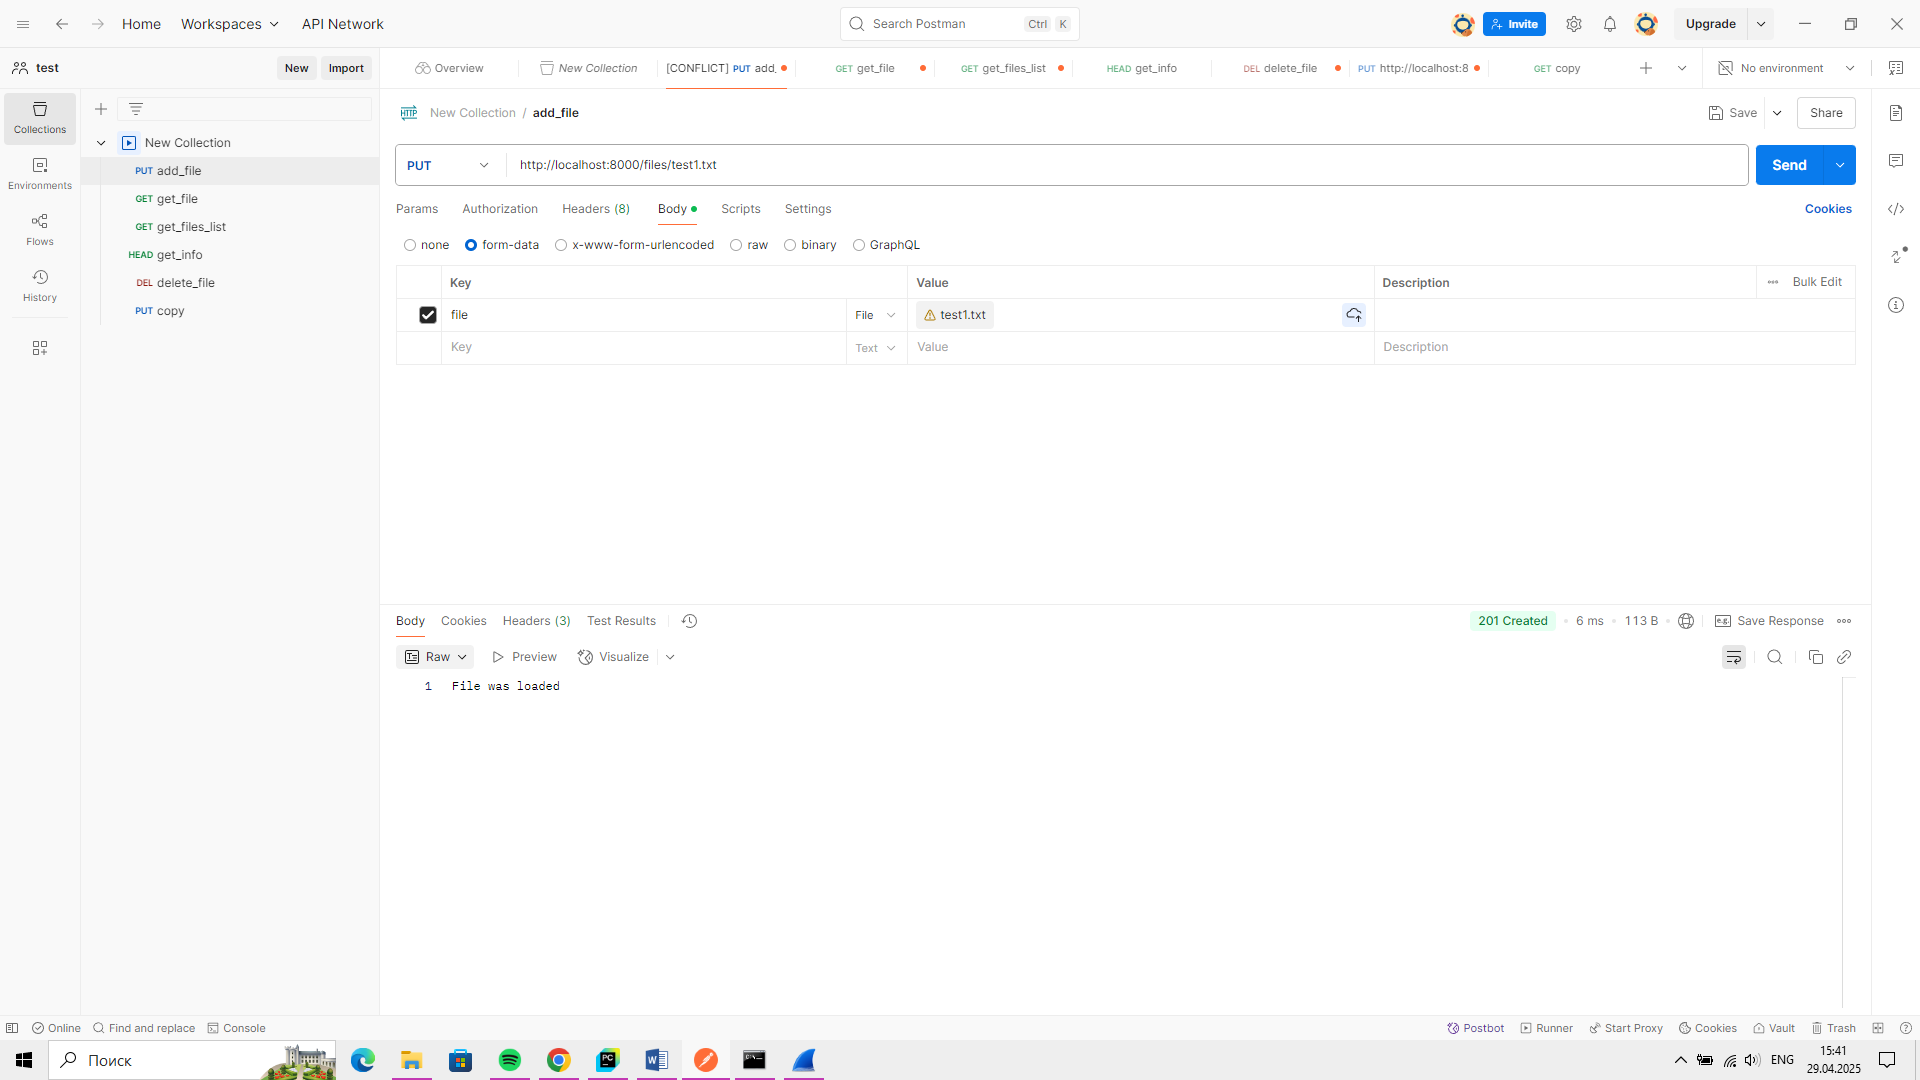 Home Workspaces API Network Search Postman Ctrl K Invite Upgrade
test New Import Overview New Collection [CONFLICT] PUT add_ GET get_file GET get_files_list HEAD get_info DEL delete_file PUT http://localhost:8 GET copy No environment
Collections
Environments
Flows
History
New Collection
PUT add_file
GET get_file
GET get_files_list
HEAD get_info
DEL delete_file
PUT copy
HTTP New Collection / add_file Save Share
PUT http://localhost:8000/files/test1.txt Send
Params Authorization Headers (8) Body Scripts Settings Cookies
none form-data x-www-form-urlencoded raw binary GraphQL
Key Value Description Bulk Edit
file File test1.txt
Key Text Value Description
Body Cookies Headers (3) Test Results 201 Created 6 ms 113 B e.g. Save Response
Raw Preview Visualize
1 File was loaded
Online Find and replace Console Postbot Runner Start Proxy Cookies Vault Trash
Поиск PC W ENG 15:41
29.04.2025